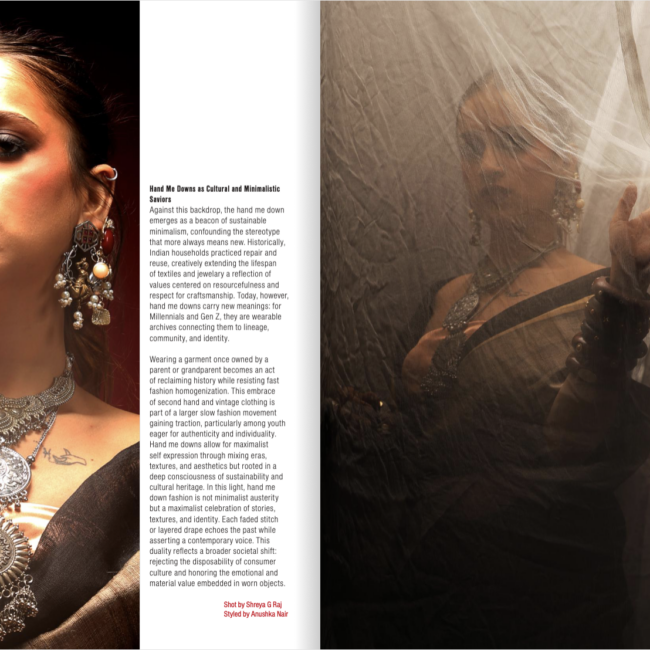 Hand Me Downs as Cultural and Minimalistic
Saviors
Against this backdrop, the hand me down
emerges as a beacon of sustainable
minimalism, confounding the stereotype
that more always means new. Historically,
Indian households practiced repair and
reuse, creatively extending the lifespan
of textiles and jewelary a reflection of
values centered on resourcefulness and
respect for craftsmanship. Today, however,
hand me downs carry new meanings: for
Millennials and Gen Z, they are wearable
archives connecting them to lineage,
community, and identity.
Wearing a garment once owned by a
parent or grandparent becomes an act
of reclaiming history while resisting fast
fashion homogenization. This embrace
of second hand and vintage clothing is
part of a larger slow fashion movement
gaining traction, particularly among youth
eager for authenticity and individuality.
Hand me downs allow for maximalist
self expression through mixing eras,
textures, and aesthetics but rooted in a
deep consciousness of sustainability and
cultural heritage. In this light, hand me
down fashion is not minimalist austerity
but a maximalist celebration of stories,
textures, and identity. Each faded stitch
or layered drape echoes the past while
asserting a contemporary voice. This
duality reflects a broader societal shift:
rejecting the disposability of consumer
culture and honoring the emotional and
material value embedded in worn objects.
Shot by Shreya G Raj
Styled by Anushka Nair